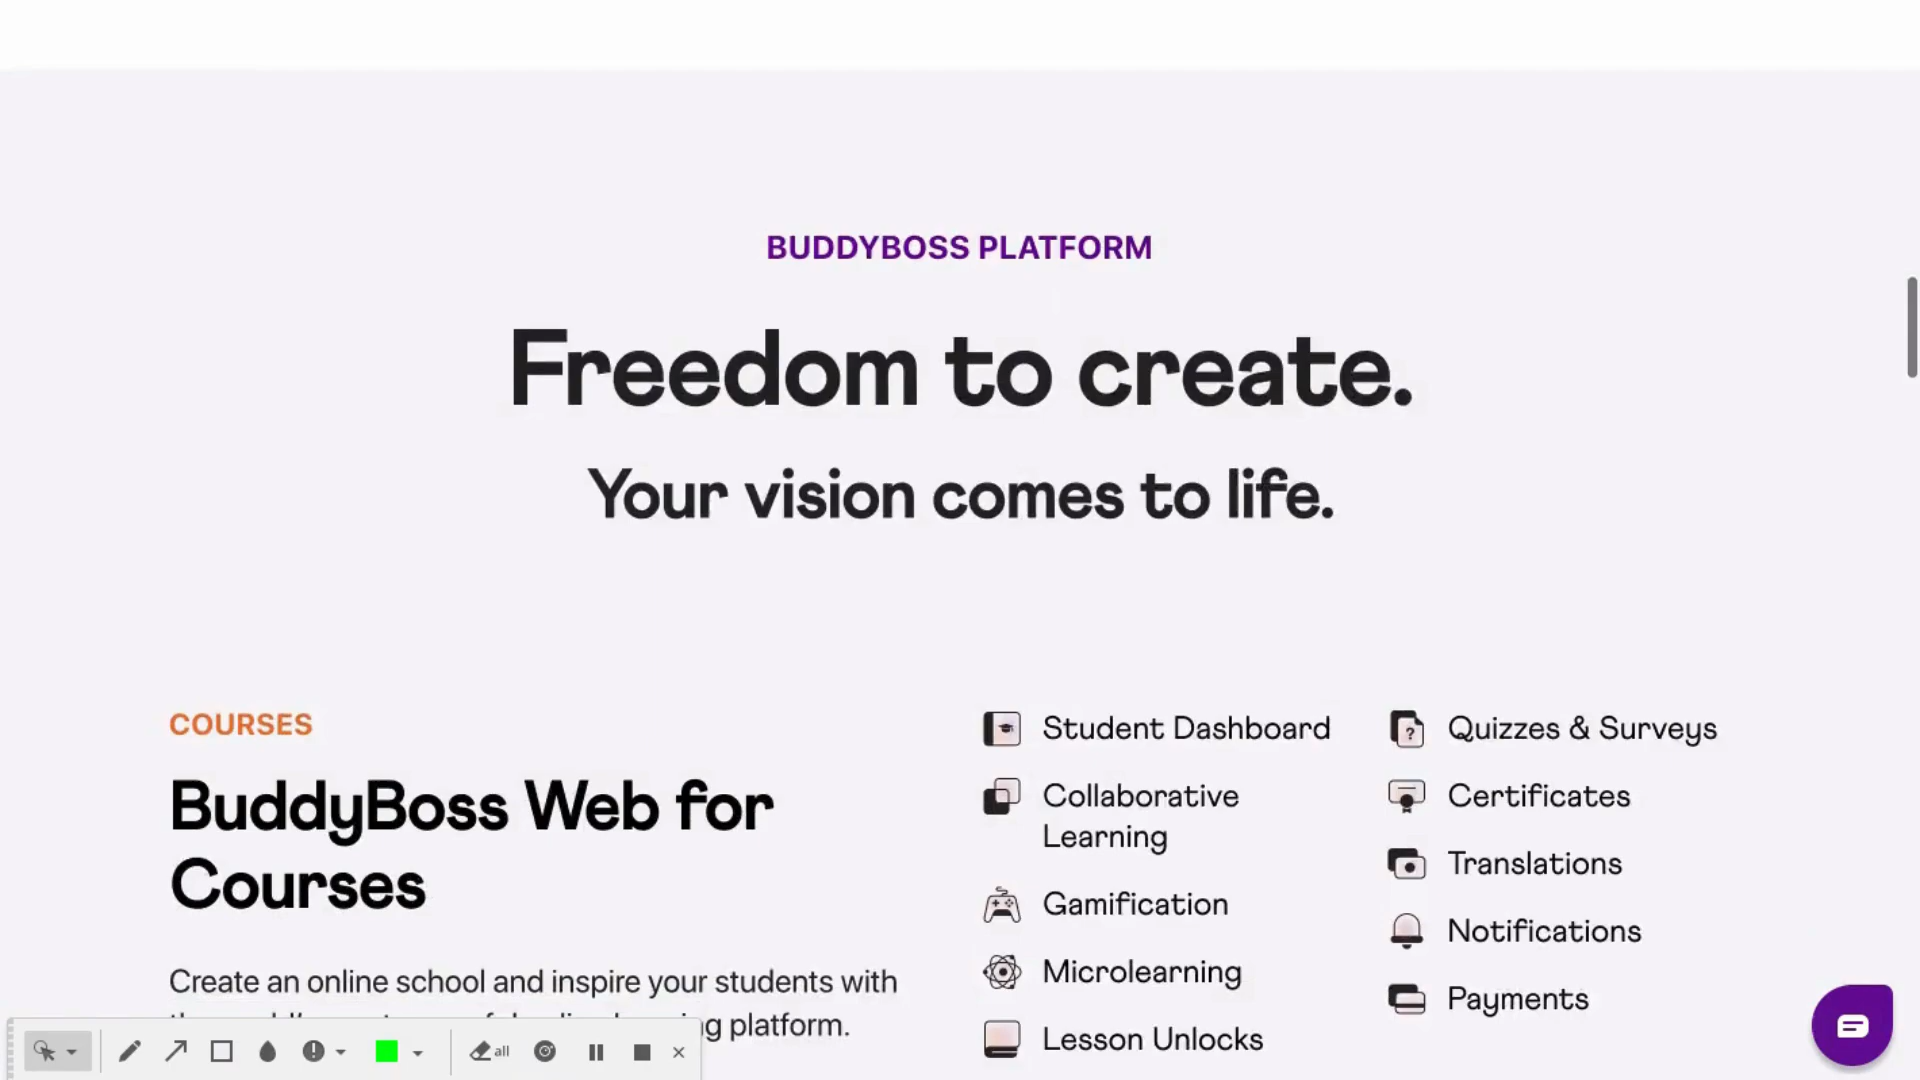 BUDDYBOSS PLATFORM
Freedom to create.
Your vision comes to life.
COURSES
BuddyBoss Web for
Courses
Create an online school and inspire your students with
platform.
Student Dashboard
Collaborative
Learning
Gamification
Microlearning
Lesson Unlocks
Quizzes & Surveys
Certificates
Translations
Notifications
Payments
all